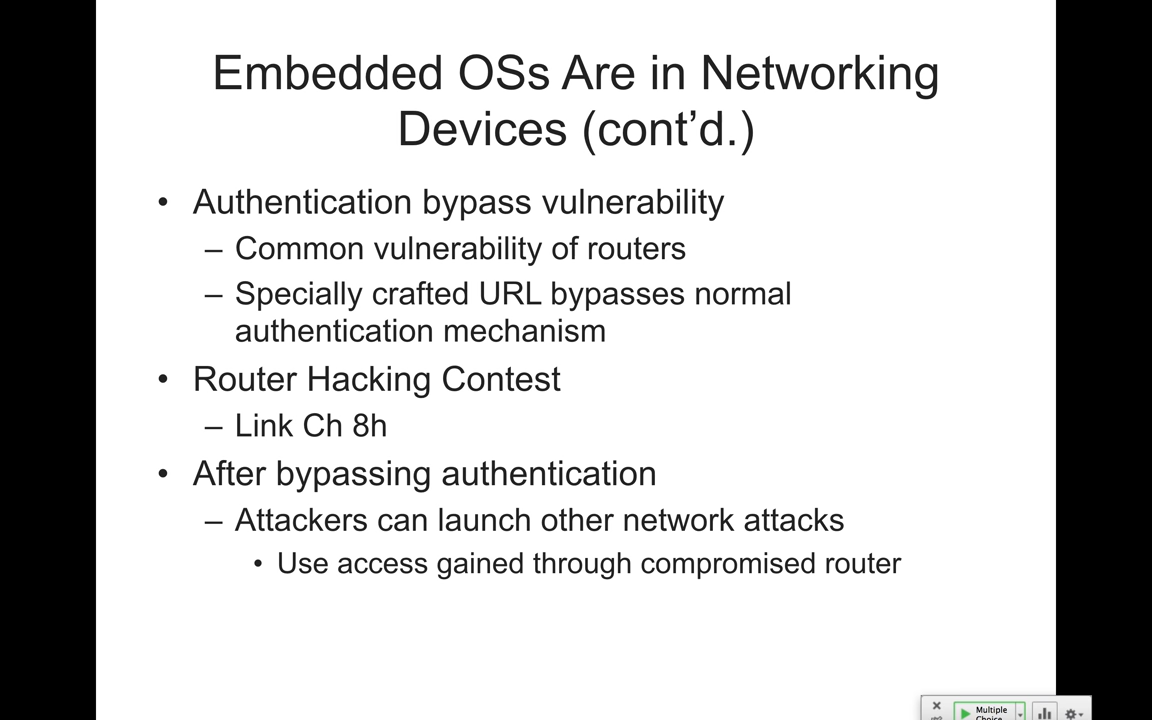 Embedded OSs Are in Networking
Devices (cont’d.)
• Authentication bypass vulnerability
– Common vulnerability of routers
– Specially crafted URL bypasses normal
authentication mechanism
• Router Hacking Contest
– Link Ch 8h
• After bypassing authentication
– Attackers can launch other network attacks
• Use access gained through compromised router
Multiple
Choice